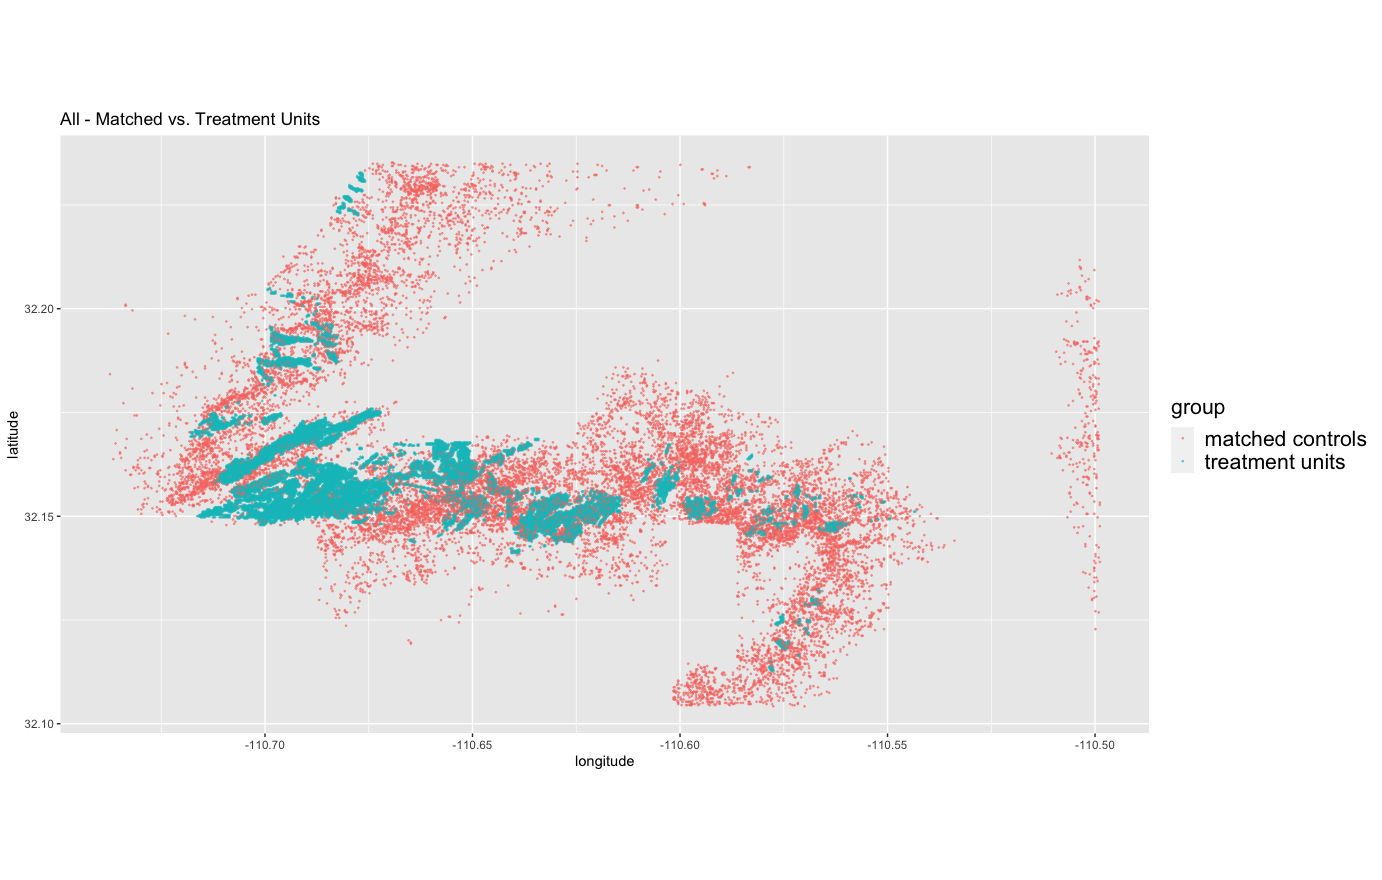 All - Matched vs. Treatment Units
32.20
32.15
32.10
latitude
-110.70
-110.65
-110.60
-110.55
-110.50
longitude
group
matched controls
treatment units